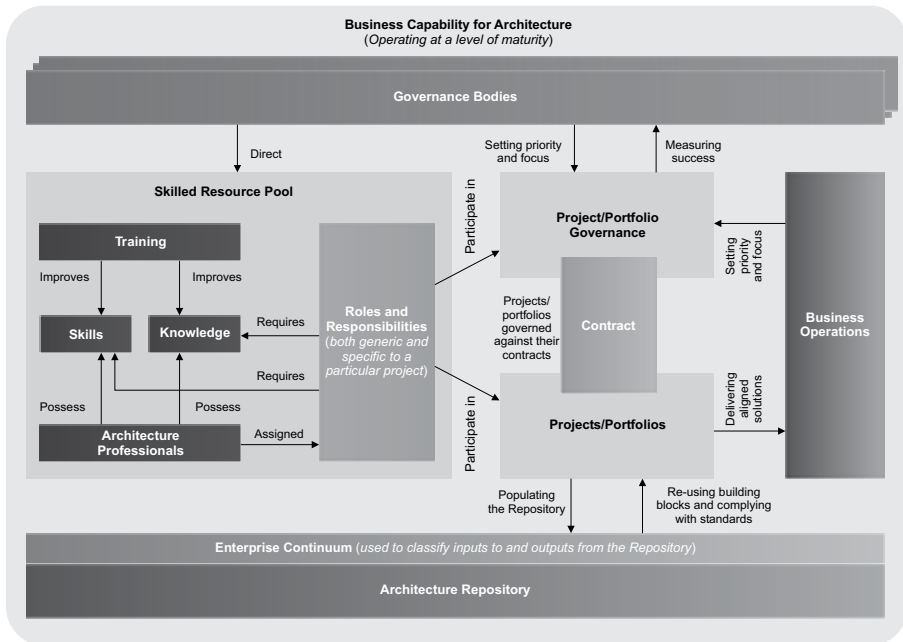 Business Capability for Architecture
(Operating at a level of maturity)
Governance Bodies
Direct
Setting priority
and focus
Measuring
success
Skilled Resource Pool
Training
Improves
Improves
Skills
Knowledge
Requires
Requires
Possess
Possess
Architecture
Professionals
Assigned
Roles and
Responsibilities
(both generic and
specific to a
particular project)
Participate in
Participate in
Project/Portfolio
Governance
Projects/
portfolios
governed
against their
contracts
Contract
Projects/Portfolios
Setting
priority
and focus
Delivering
aligned
solutions
Business
Operations
Populating
the Repository
Re-using building
blocks and complying
with standards
Enterprise Continuum (used to classify inputs to and outputs from the Repository)
Architecture Repository